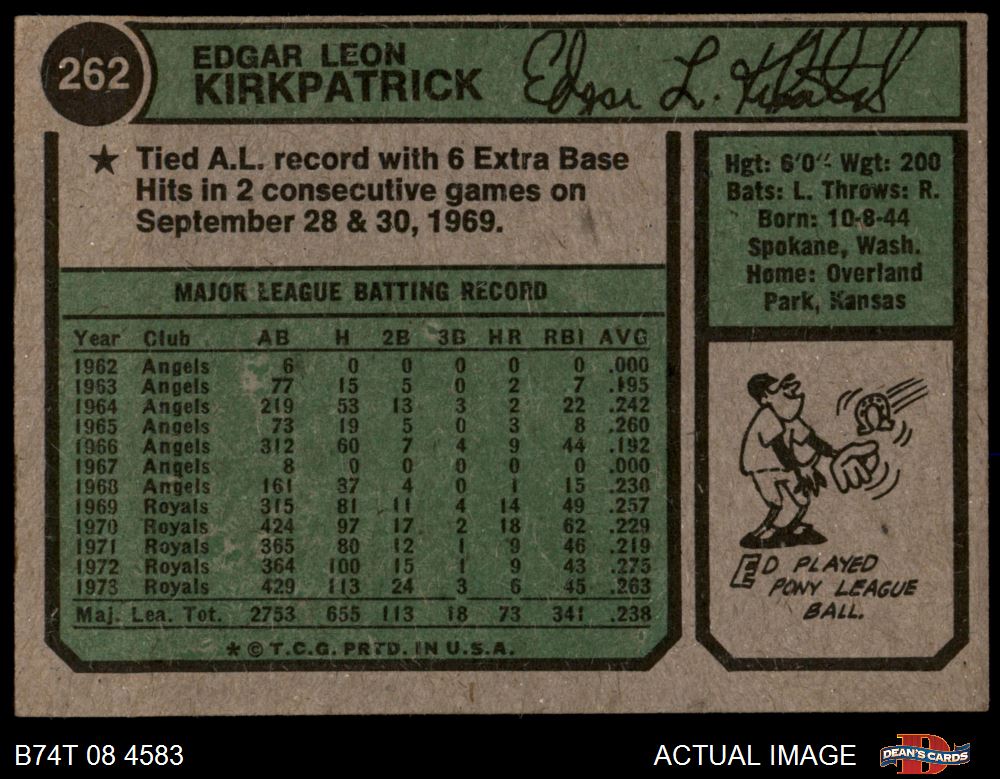 262
EDGAR LEON
KIRKPATRICK
Edgar L. Kirkpatrick
★ Tied A.L. record with 6 Extra Base
Hits in 2 consecutive games on
September 28 & 30, 1969.
MAJOR LEAGUE BATTING RECORD
Year Club AB H 2B 3B HR RBI AVG
1962 Angels 6 0 0 0 0 0 .000
1963 Angels 77 15 5 0 2 7 .195
1964 Angels 219 53 13 3 2 22 .242
1965 Angels 73 19 5 0 3 8 .260
1966 Angels 312 60 7 4 9 44 .192
1967 Angels 8 0 0 0 0 0 .000
1968 Angels 161 37 4 0 1 15 .230
1969 Royals 315 81 11 4 14 49 .257
1970 Royals 424 97 17 2 18 62 .229
1971 Royals 365 80 12 1 9 46 .219
1972 Royals 364 100 15 1 9 43 .275
1973 Royals 429 113 24 3 6 45 .263
Maj. Lea. Tot. 2753 655 113 18 73 341 .238
* © T.C.G. PRTD. IN U.S.A.
Hgt: 6'0" Wgt: 200
Bats: L. Throws: R.
Born: 10-8-44
Spokane, Wash.
Home: Overland
Park, Kansas
ED PLAYED
PONY LEAGUE
BALL.
B74T 08 4583
ACTUAL IMAGE
DEAN'S CARDS